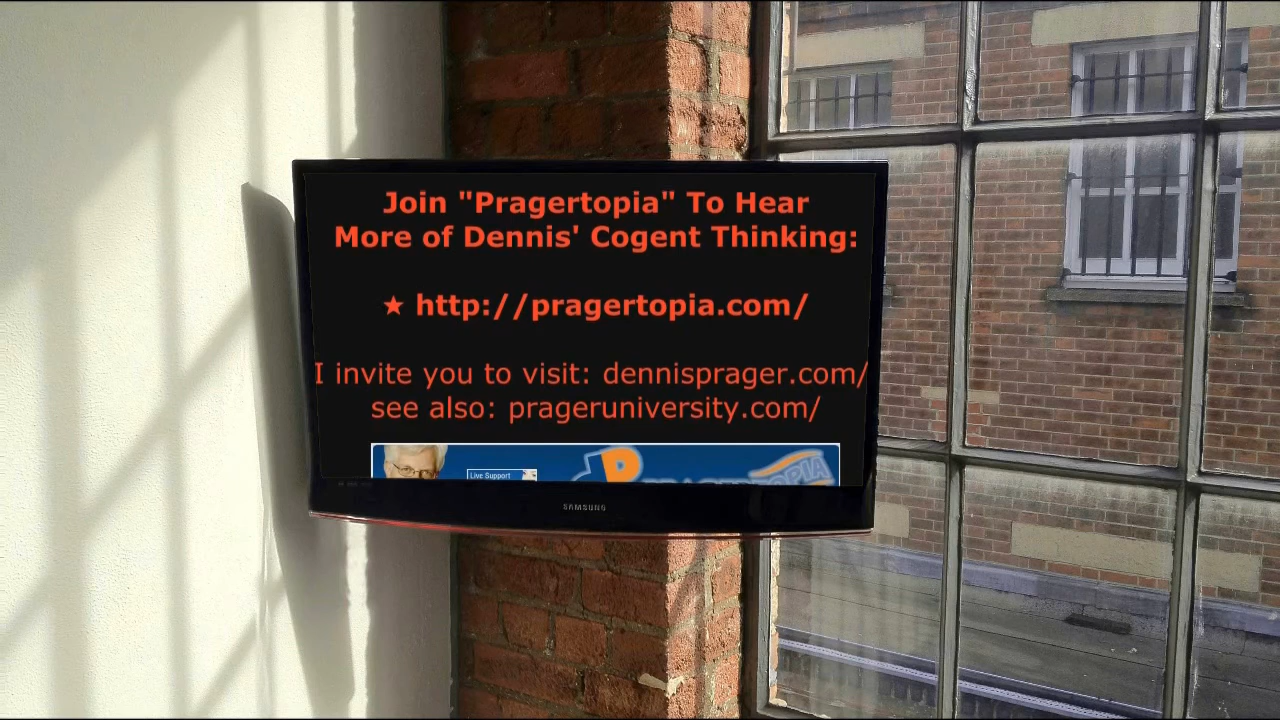 Join "Pragertopia" To Hear
More of Dennis' Cogent Thinking:
★ http://pragertopia.com/
I invite you to visit: dennisprager.com/
see also: prageruniversity.com/
Live Support
PRAGERTOPIA
SAMSUNG